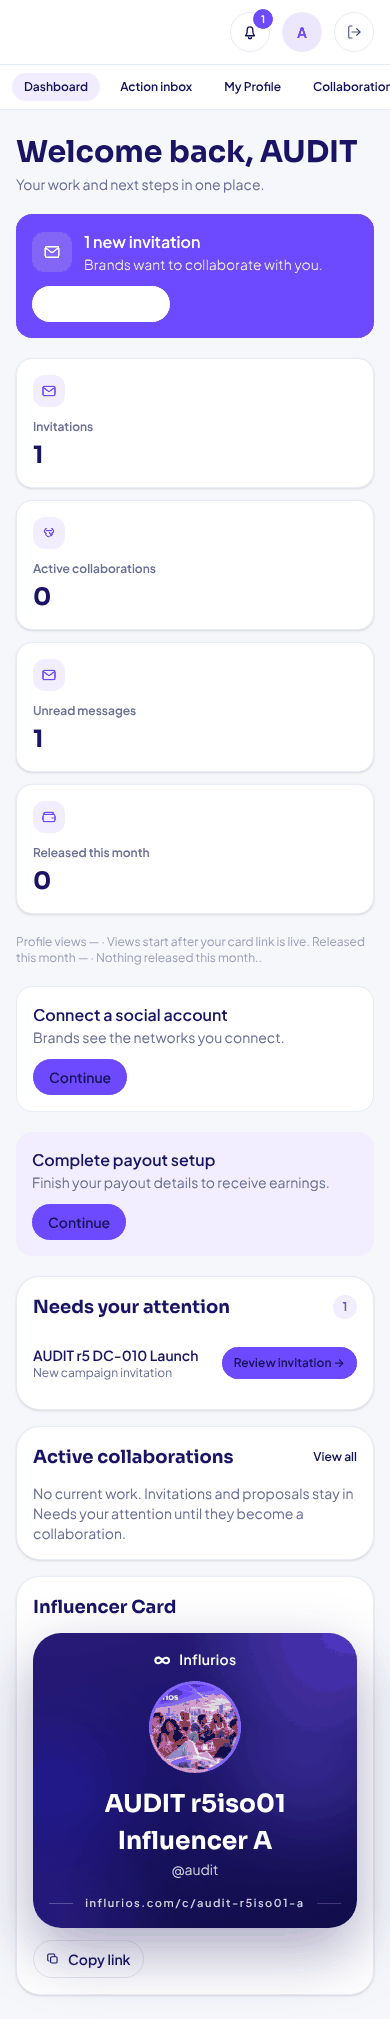 1
A
Dashboard Action inbox My Profile Collaboration
Welcome back, AUDIT
Your work and next steps in one place.
1 new invitation
Brands want to collaborate with you.
Invitations
1
Active collaborations
0
Unread messages
1
Released this month
0
Profile views — · Views start after your card link is live. Released
this month — · Nothing released this month..
Connect a social account
Brands see the networks you connect.
Continue
Complete payout setup
Finish your payout details to receive earnings.
Continue
Needs your attention 1
AUDIT r5 DC-010 Launch
New campaign invitation
Review invitation →
Active collaborations View all
No current work. Invitations and proposals stay in
Needs your attention until they become a
collaboration.
Influencer Card
Influrios
AUDIT r5iso01
Influencer A
@audit
influrios.com/c/audit-r5iso01-a
Copy link